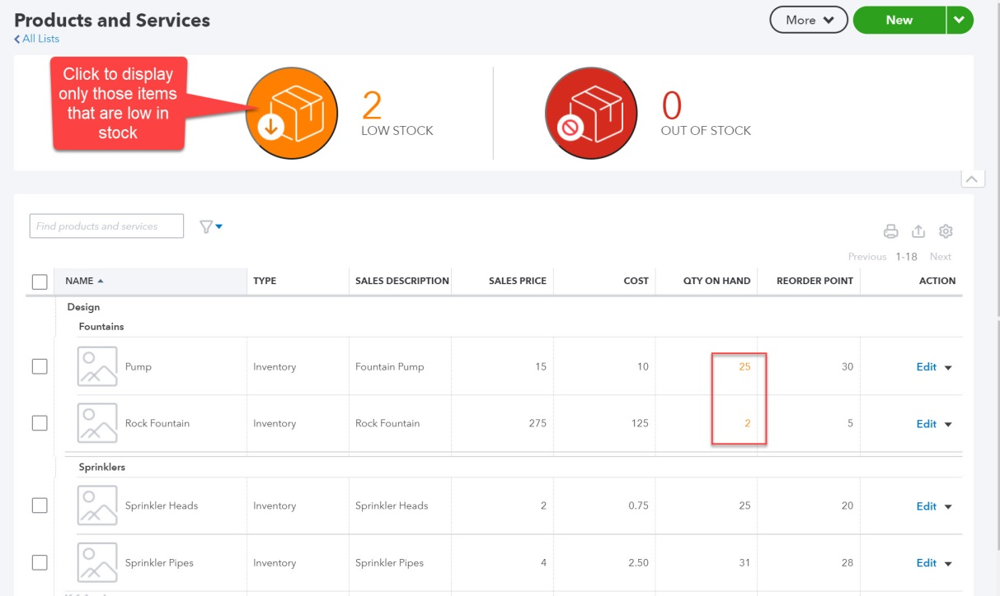 Products and Services
All Lists
More
New
Click to display
only those items
that are low in
stock
2
LOW STOCK
0
OUT OF STOCK
Find products and services
Previous 1-18 Next
NAME TYPE SALES DESCRIPTION SALES PRICE COST QTY ON HAND REORDER POINT ACTION
Design
Fountains
Pump Inventory Fountain Pump 15 10 25 30 Edit
Rock Fountain Inventory Rock Fountain 275 125 2 5 Edit
Sprinklers
Sprinkler Heads Inventory Sprinkler Heads 2 0.75 25 20 Edit
Sprinkler Pipes Inventory Sprinkler Pipes 4 2.50 31 28 Edit